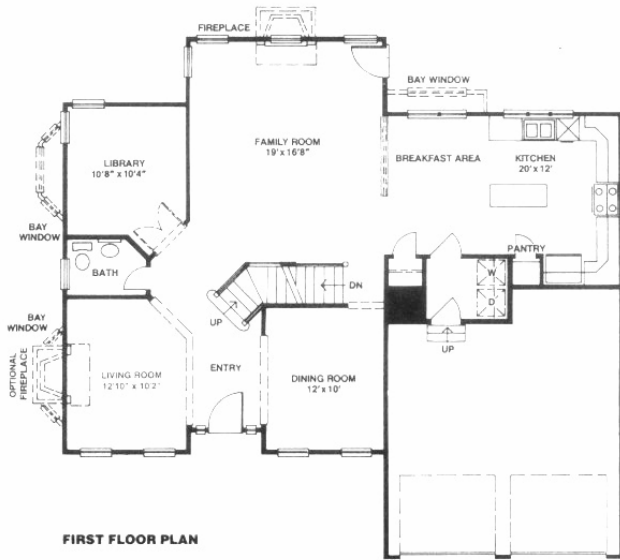 FIREPLACE
BAY WINDOW
FAMILY ROOM
19' x 16'8"
LIBRARY
10'8" x 10'4"
BREAKFAST AREA
KITCHEN
20' x 12'
BAY
WINDOW
BATH
PANTRY
W
D
DN
UP
UP
BAY
WINDOW
OPTIONAL
FIREPLACE
LIVING ROOM
12'10" x 10'2"
ENTRY
DINING ROOM
12' x 10'
FIRST FLOOR PLAN